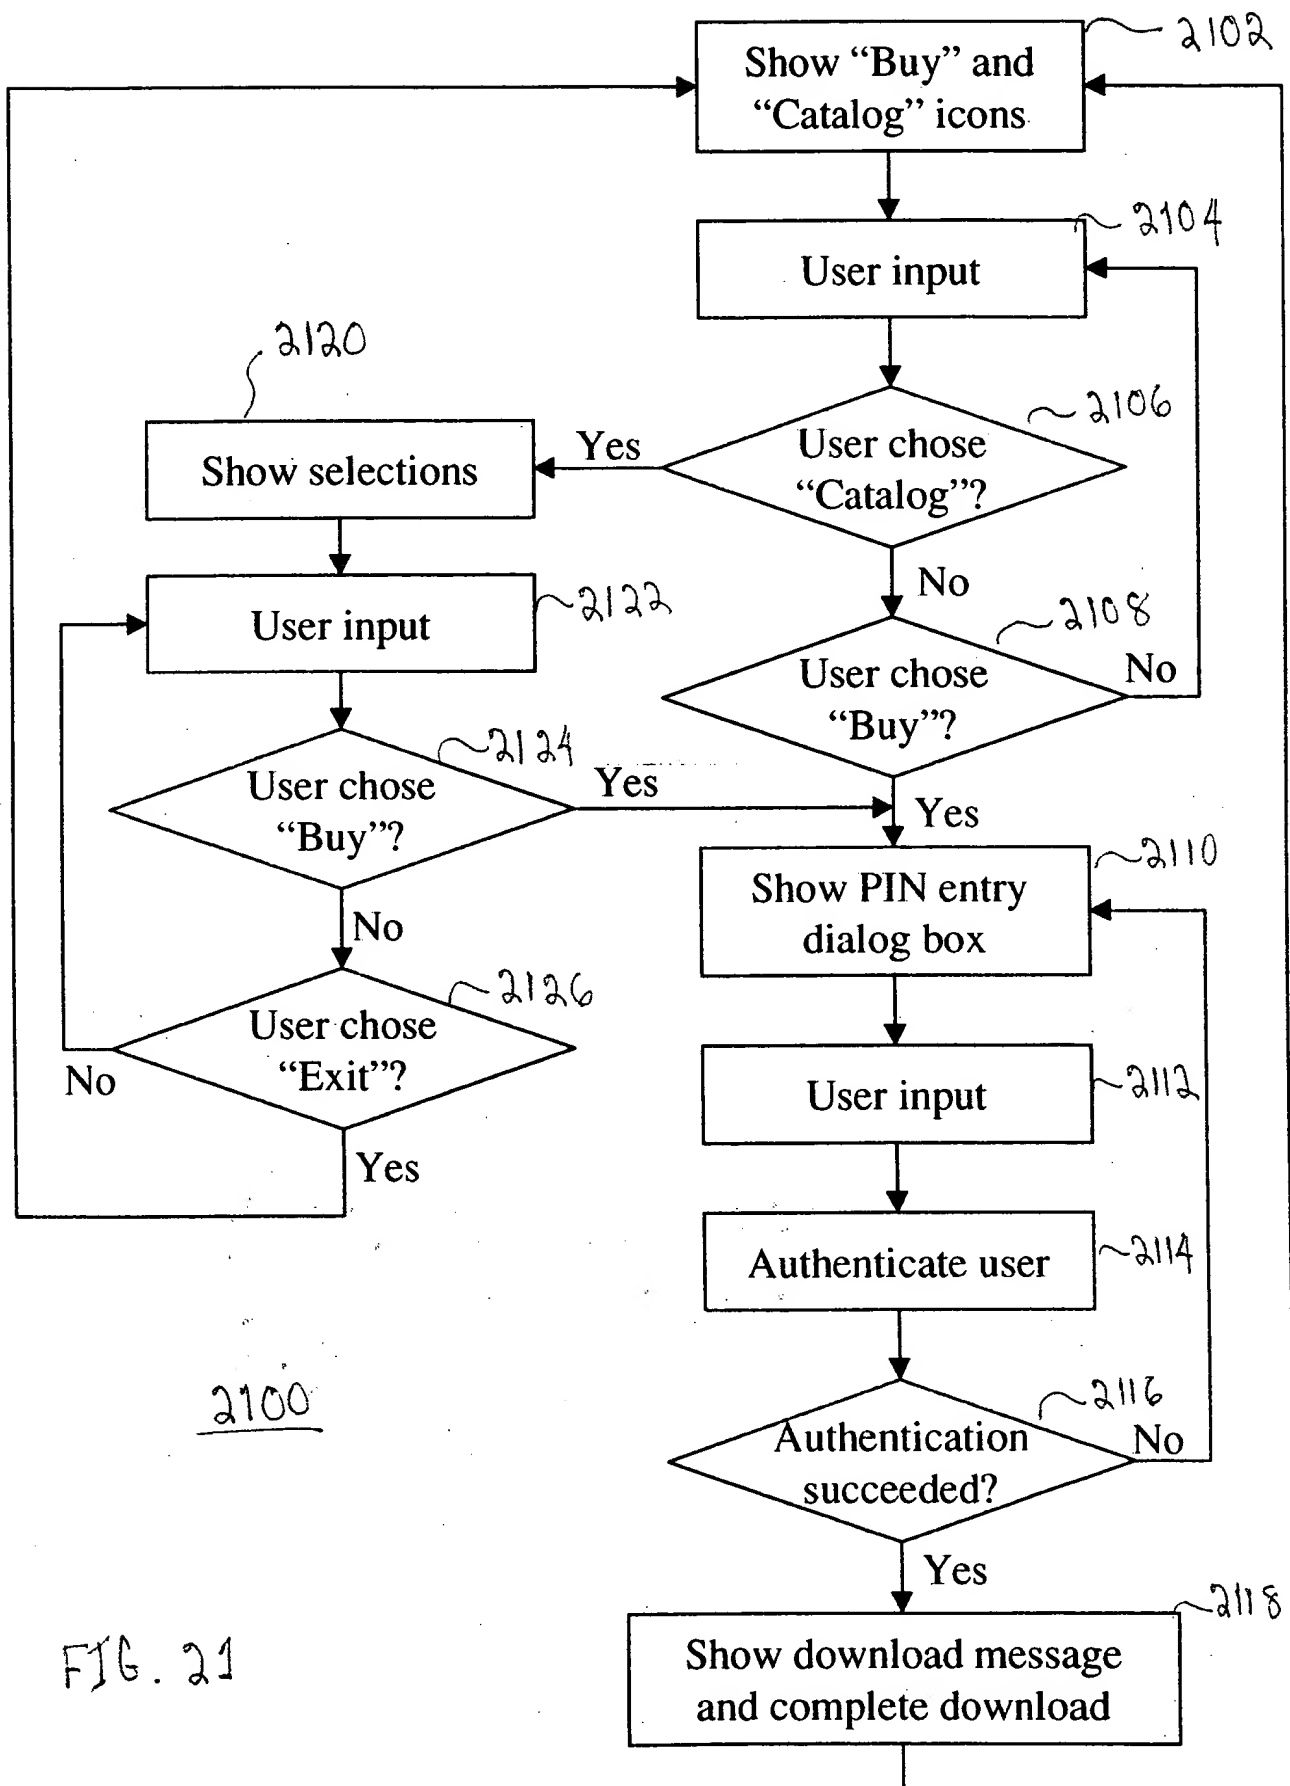 2102
Show “Buy” and
“Catalog” icons
2104
User input
2106
User chose
“Catalog”?
Yes
No
2120
Show selections
2122
User input
2108
User chose
“Buy”?
No
Yes
2124
User chose
“Buy”?
Yes
No
2110
Show PIN entry
dialog box
2126
User chose
“Exit”?
No
Yes
2112
User input
2114
Authenticate user
2116
Authentication
succeeded?
No
Yes
2118
Show download message
and complete download
2100
FIG. 21